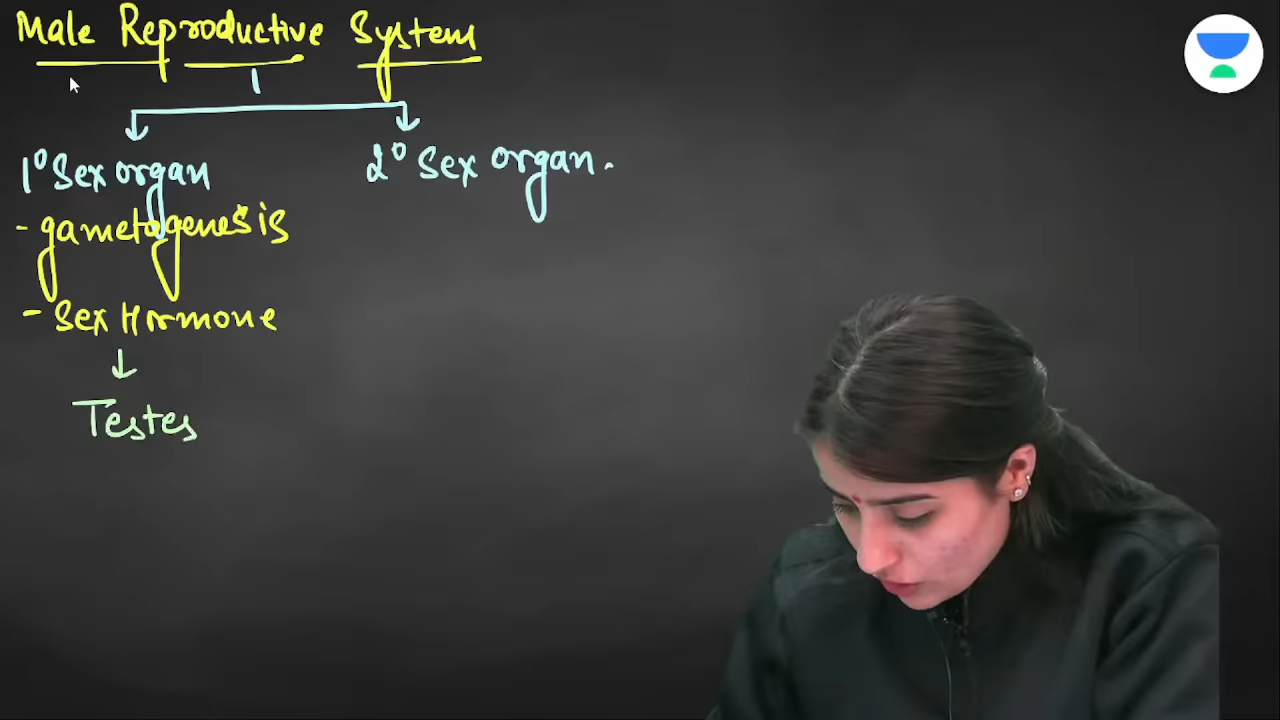 Male Reproductive System
1° Sex organ
2° Sex organ.
- gametogenesis
- Sex Hormone
↓
Testes